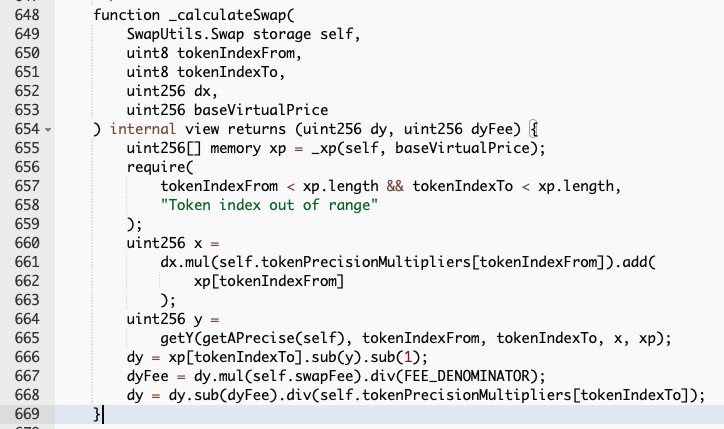 648 function _calculateSwap(
649 SwapUtils.Swap storage self,
650 uint8 tokenIndexFrom,
651 uint8 tokenIndexTo,
652 uint256 dx,
653 uint256 baseVirtualPrice
654 ) internal view returns (uint256 dy, uint256 dyFee) {
655 uint256[] memory xp = _xp(self, baseVirtualPrice);
656 require(
657 tokenIndexFrom < xp.length && tokenIndexTo < xp.length,
658 "Token index out of range"
659 );
660 uint256 x =
661 dx.mul(self.tokenPrecisionMultipliers[tokenIndexFrom]).add(
662 xp[tokenIndexFrom]
663 );
664 uint256 y =
665 getY(getAPrecise(self), tokenIndexFrom, tokenIndexTo, x, xp);
666 dy = xp[tokenIndexTo].sub(y).sub(1);
667 dyFee = dy.mul(self.swapFee).div(FEE_DENOMINATOR);
668 dy = dy.sub(dyFee).div(self.tokenPrecisionMultipliers[tokenIndexTo]);
669 }